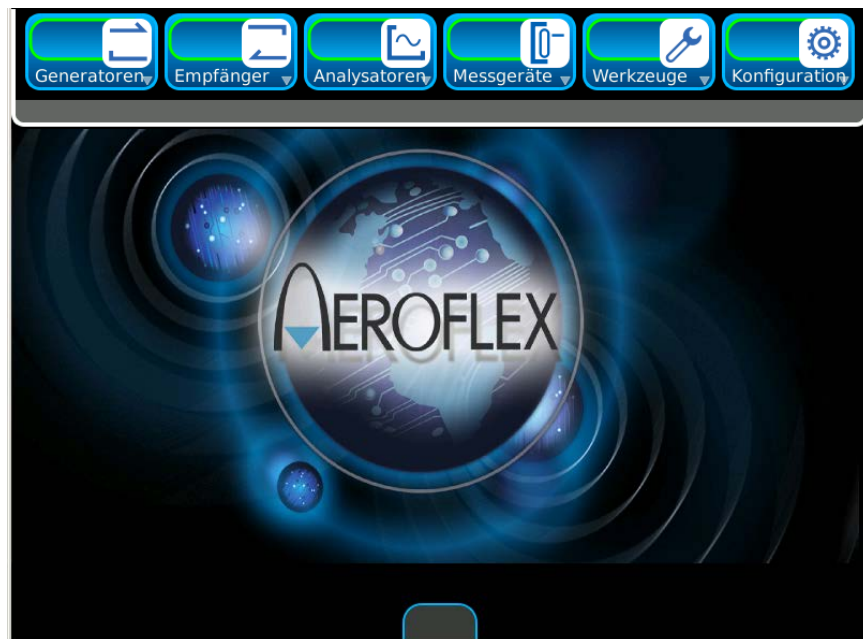 Generatoren
Empfänger
Analysatoren
Messgeräte
Werkzeuge
Konfiguration
AEROFLEX